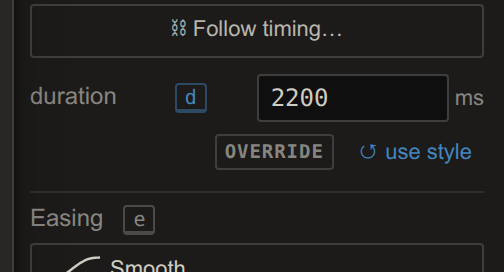 Follow timing...
duration d 2200 ms
OVERRIDE use style
Easing e
Smooth